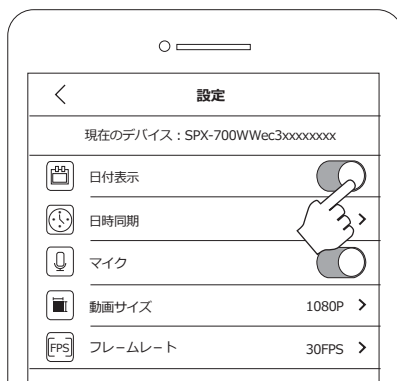 設定
現在のデバイス：SPX-700WWec3xxxxxxxx
日付表示
日時同期
マイク
動画サイズ 1080P
FPS フレームレート 30FPS